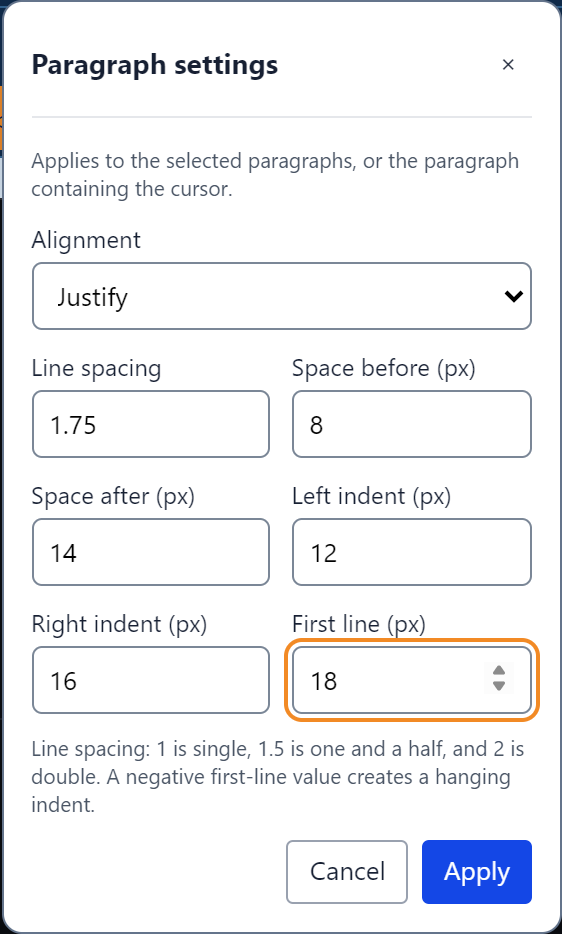 Paragraph settings ×
Applies to the selected paragraphs, or the paragraph
containing the cursor.
Alignment
Justify
Line spacing
Space before (px)
1.75
8
Space after (px)
Left indent (px)
14
12
Right indent (px)
First line (px)
16
18
Line spacing: 1 is single, 1.5 is one and a half, and 2 is
double. A negative first-line value creates a hanging
indent.
Cancel
Apply